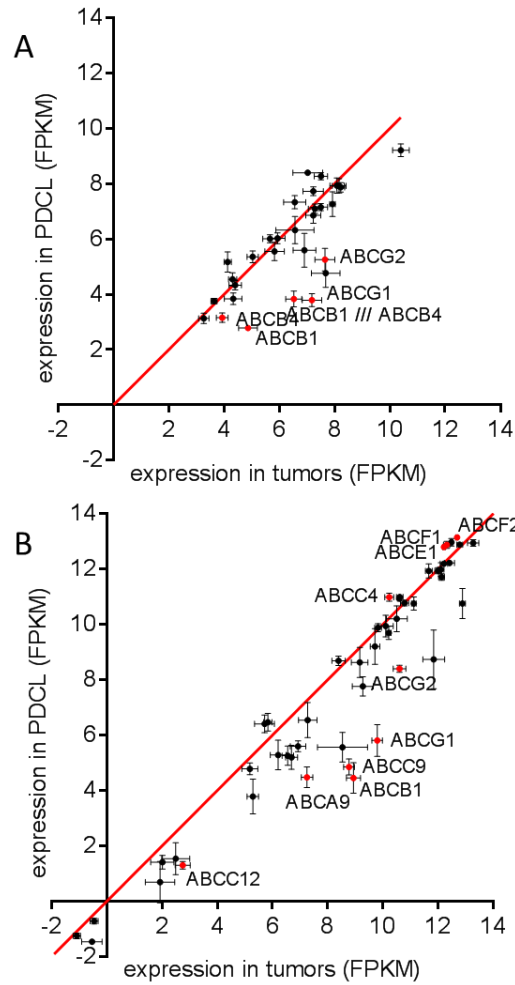 A
14
12
10
8
6
4
2
-2
expression in PDCL (FPKM)
ABCG2
ABCG1
ABCB1 /// ABCB4
ABCB4
ABCB1
-2 2 4 6 8 10 12 14
expression in tumors (FPKM)
B
14
12
10
8
6
4
2
-2
expression in PDCL (FPKM)
ABCF2
ABCF1
ABCE1
ABCC4
ABCG2
ABCG1
ABCC9
ABCA9
ABCB1
ABCC12
-2 2 4 6 8 10 12 14
expression in tumors (FPKM)